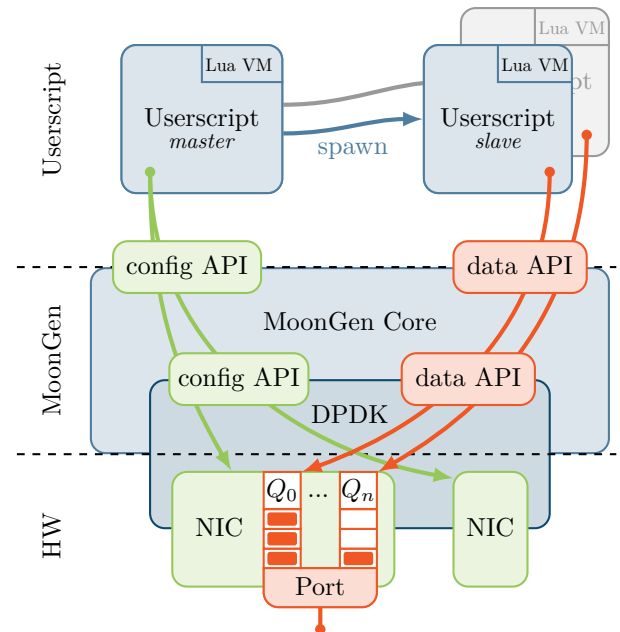 Lua VM
Lua VM
Lua VM
Userscript
Userscript
master
Userscript
slave
pt
spawn
config API
data API
MoonGen
MoonGen Core
config API
data API
DPDK
HW
NIC
Q0
...
Qn
NIC
Port